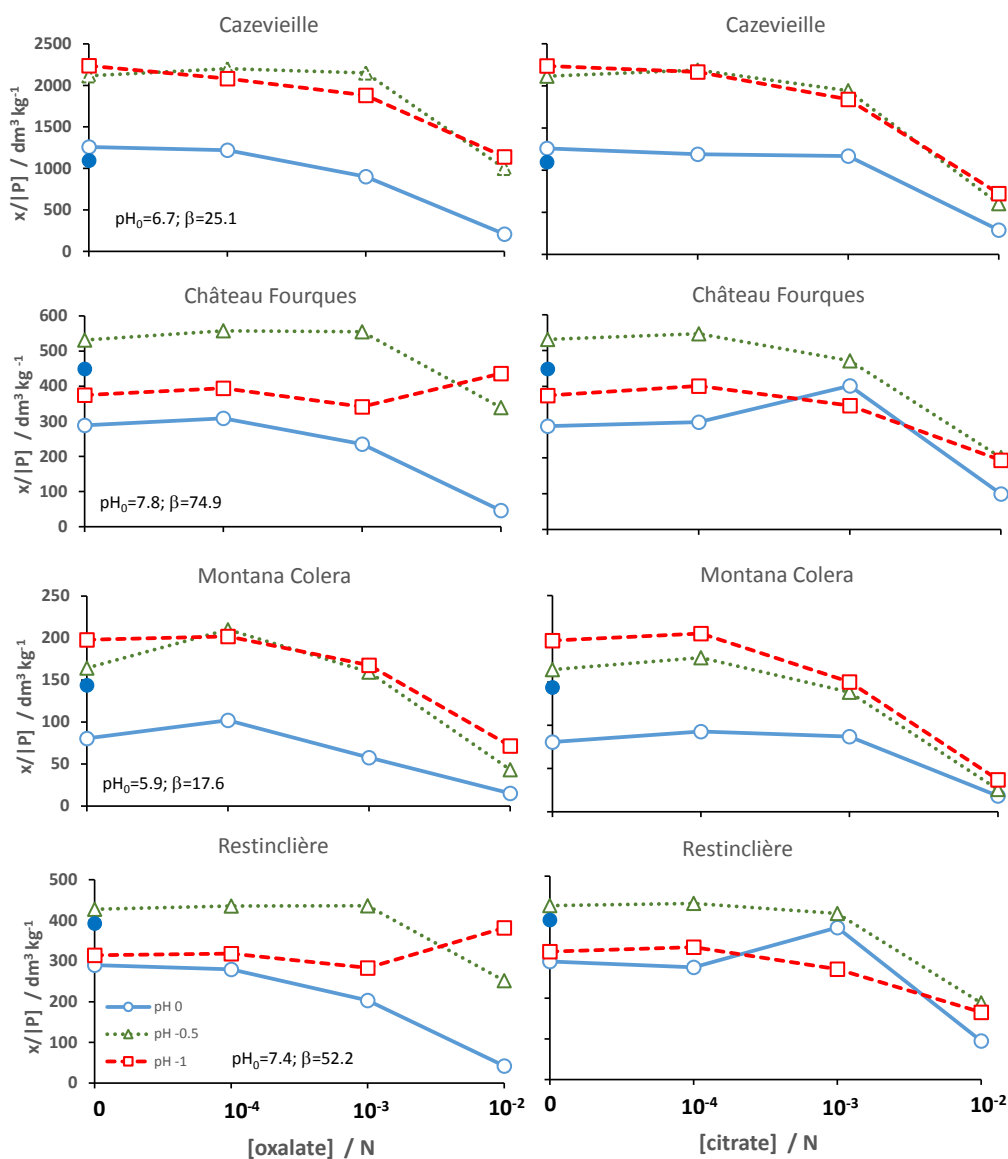 Cazevieille
Cazevieille
2500
2000
1500
1000
500
0
x/[P] / dm³ kg⁻¹
pH₀=6.7; β=25.1
Château Fourques
Château Fourques
600
500
400
300
200
100
0
x/[P] / dm³ kg⁻¹
pH₀=7.8; β=74.9
Montana Colera
Montana Colera
250
200
150
100
50
0
x/[P] / dm³ kg⁻¹
pH₀=5.9; β=17.6
Restinclière
Restinclière
500
400
300
200
100
0
x/[P] / dm³ kg⁻¹
pH 0
pH -0.5
pH -1
pH₀=7.4; β=52.2
0 10⁻⁴ 10⁻³ 10⁻²
[oxalate] / N
0 10⁻⁴ 10⁻³ 10⁻²
[citrate] / N